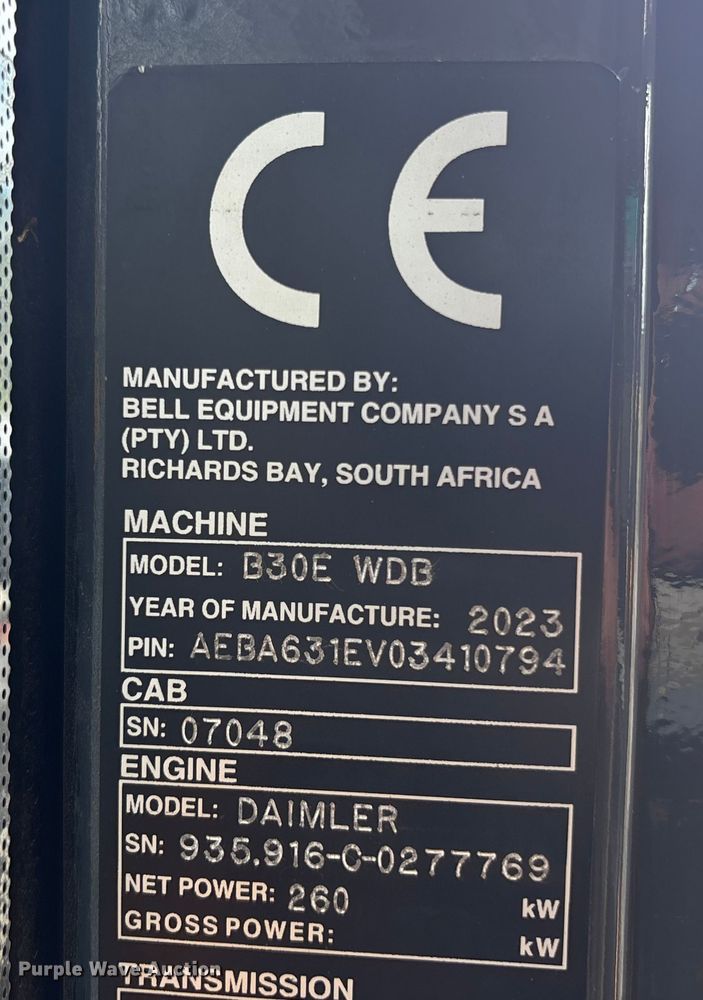 CE
MANUFACTURED BY:
BELL EQUIPMENT COMPANY S A
(PTY) LTD.
RICHARDS BAY, SOUTH AFRICA
MACHINE
MODEL: B30E WDB
YEAR OF MANUFACTURE: 2023
PIN: AEBA631EV03410794
CAB
SN: 07048
ENGINE
MODEL: DAIMLER
SN: 935.916-C-0277769
NET POWER: 260 kW
GROSS POWER: kW
TRANSMISSION
Purple Wave Auction